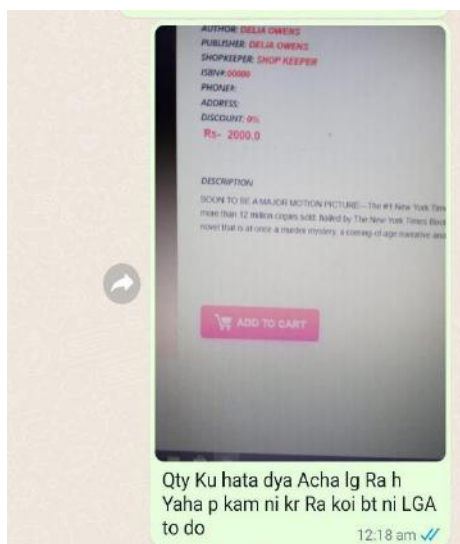 AUTHOR: DELIA OWENS
PUBLISHER: DELIA OWENS
SHOPKEEPER: SHOP KEEPER
ISBN#:00000
PHONE#:
ADDRESS:
DISCOUNT: 0%
Rs- 2000.0
DESCRIPTION
SOON TO BE A MAJOR MOTION PICTURE—The #1 New York Time
more than 12 million copies sold, hailed by The New York Times Book
novel that is at once a murder mystery, a coming-of-age narrative and
ADD TO CART
Qty Ku hata dya Acha lg Ra h
Yaha p kam ni kr Ra koi bt ni LGA
to do
12:18 am